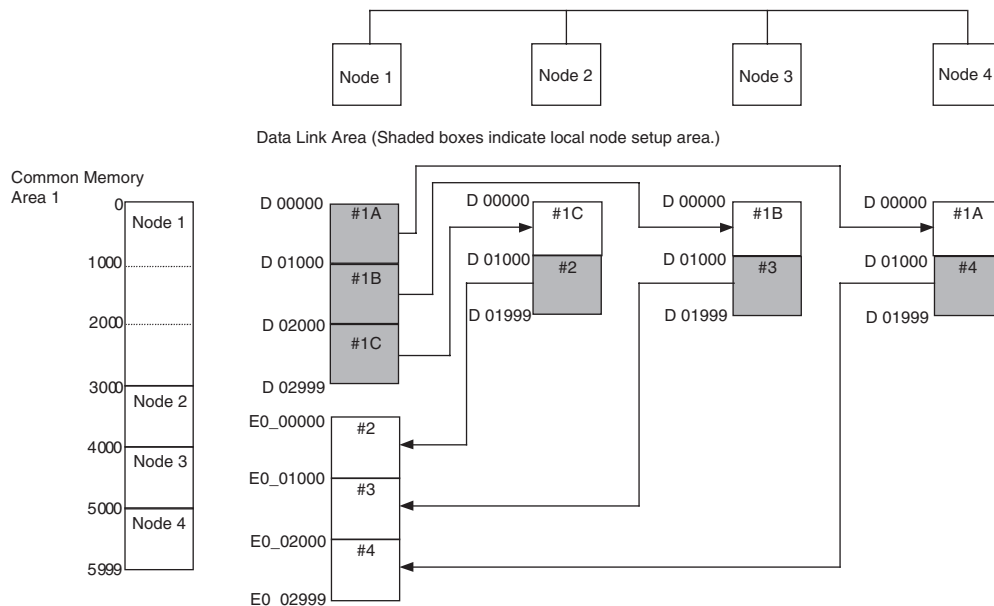 Node 1 Node 2 Node 3 Node 4
Data Link Area (Shaded boxes indicate local node setup area.)
Common Memory
Area 1
0
Node 1
1000
2000
3000
Node 2
4000
Node 3
5000
Node 4
5999
D 00000
#1A
D 01000
#1B
D 02000
#1C
D 02999
E0_00000
#2
E0_01000
#3
E0_02000
#4
E0_02999
D 00000
#1C
D 01000
#2
D 01999
D 00000
#1B
D 01000
#3
D 01999
D 00000
#1A
D 01000
#4
D 01999